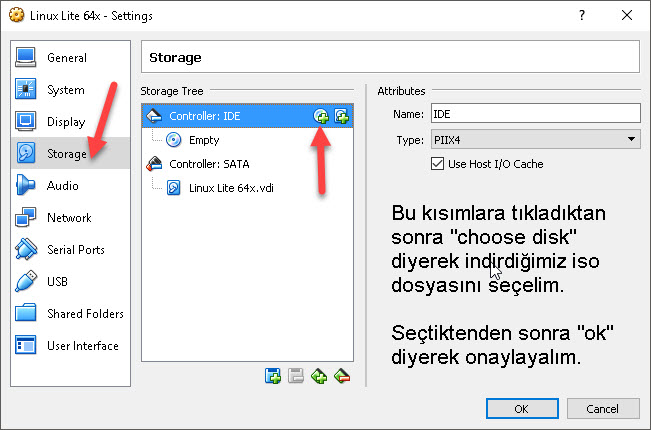 Linux Lite 64x - Settings
General
System
Display
Storage
Audio
Network
Serial Ports
USB
Shared Folders
User Interface
Storage
Storage Tree
Controller: IDE
Empty
Controller: SATA
Linux Lite 64x.vdi
Attributes
Name: IDE
Type: PIIX4
Use Host I/O Cache
Bu kısımlara tıkladıktan
sonra "choose disk"
diyerek indirdiğimiz iso
dosyasını seçelim.
Seçtiktenden sonra "ok"
diyerek onaylayalım.
OK
Cancel